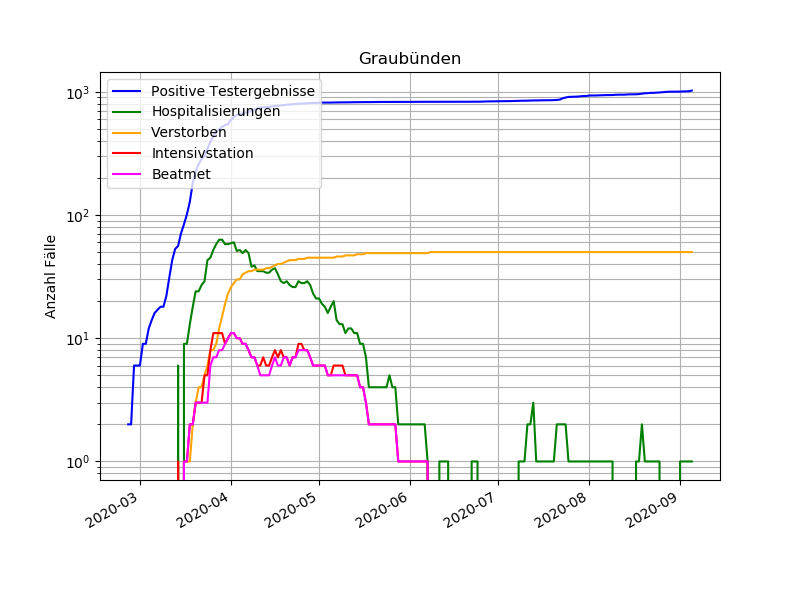 Graubünden
Positive Testergebnisse
Hospitalisierungen
Verstorben
Intensivstation
Beatmet
Anzahl Fälle
10³
10²
10¹
10⁰
2020-03
2020-04
2020-05
2020-06
2020-07
2020-08
2020-09